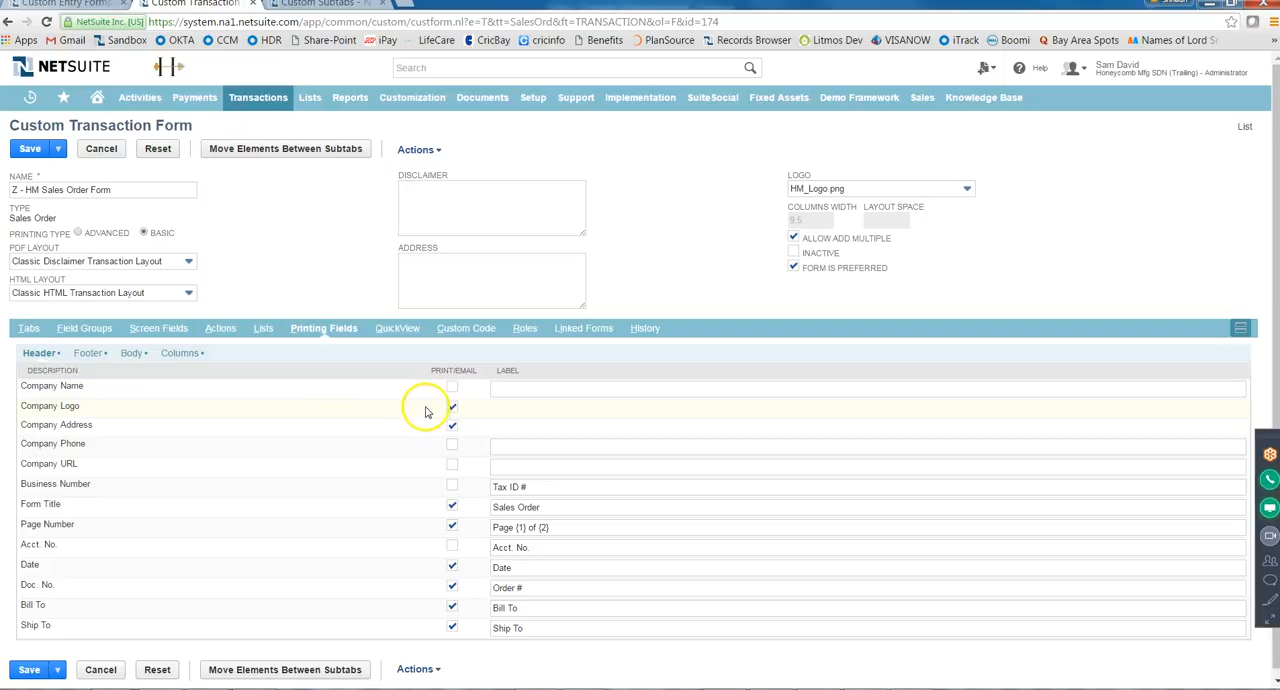 Custom Entry Forms
Custom Transaction
Custom Subtabs - N
NetSuite Inc. [US]
https://system.na1.netsuite.com/app/common/custom/custform.nl?e=T&tt=SalesOrd&ft=TRANSACTION&ol=F&id=174
Apps Gmail Sandbox OKTA CCM HDR Share-Point iPay LifeCare CricBay cricinfo Benefits PlanSource Records Browser Litmos Dev VISANOW iTrack Boomi Bay Area Spots Names of Lord S
NETSUITE
Search
Help
Sam David
Honeycomb Mfg SDN (Trailing) - Administrator
Activities Payments Transactions Lists Reports Customization Documents Setup Support Implementation SuiteSocial Fixed Assets Demo Framework Sales Knowledge Base
Custom Transaction Form
List
Save Cancel Reset Move Elements Between Subtabs Actions
NAME *
Z - HM Sales Order Form
TYPE
Sales Order
PRINTING TYPE ADVANCED BASIC
PDF LAYOUT
Classic Disclaimer Transaction Layout
HTML LAYOUT
Classic HTML Transaction Layout
DISCLAIMER
ADDRESS
LOGO
HM_Logo.png
COLUMNS WIDTH LAYOUT SPACE
9.5
ALLOW ADD MULTIPLE
INACTIVE
FORM IS PREFERRED
Tabs Field Groups Screen Fields Actions Lists Printing Fields QuickView Custom Code Roles Linked Forms History
Header • Footer • Body • Columns •
DESCRIPTION PRINT/EMAIL LABEL
Company Name
Company Logo
Company Address
Company Phone
Company URL
Business Number Tax ID #
Form Title Sales Order
Page Number Page {1} of {2}
Acct. No. Acct. No.
Date Date
Doc. No. Order #
Bill To Bill To
Ship To Ship To
Save Cancel Reset Move Elements Between Subtabs Actions